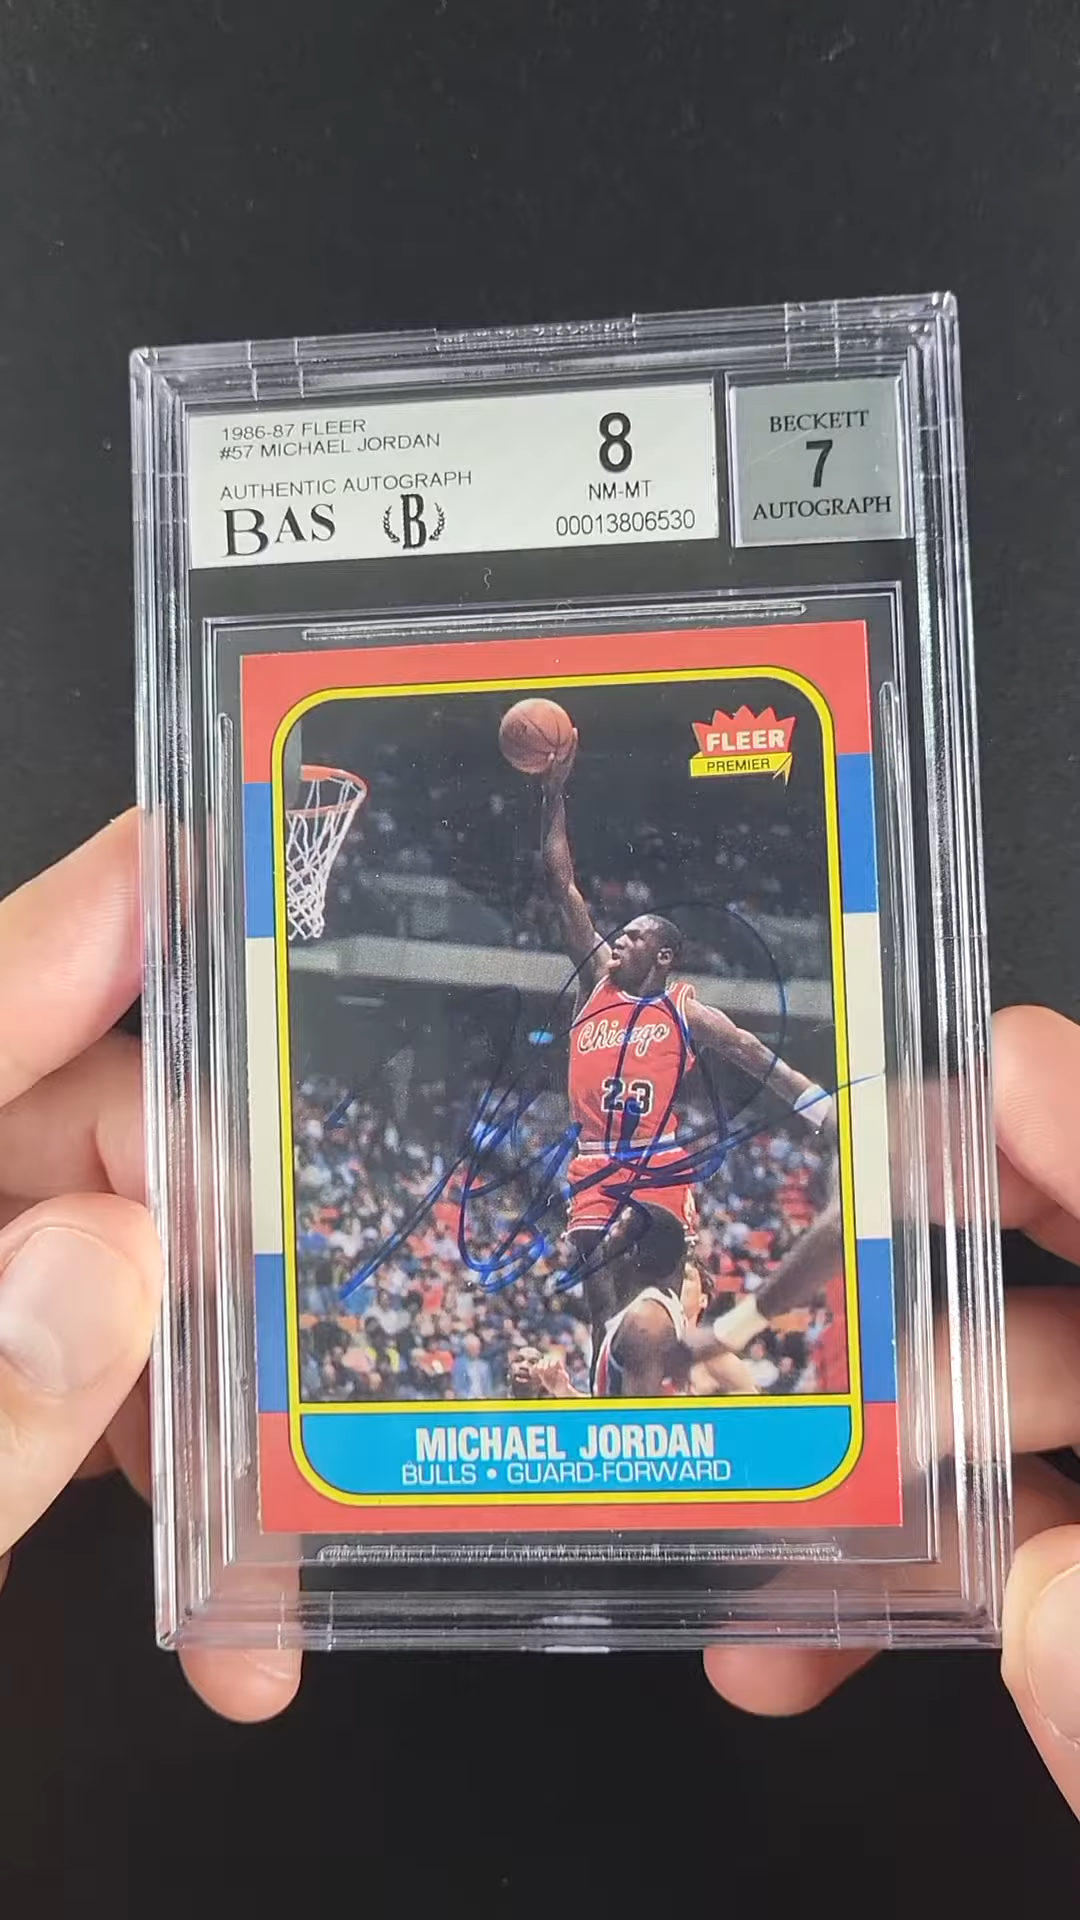 1986-87 FLEER
#57 MICHAEL JORDAN
AUTHENTIC AUTOGRAPH
BAS B
8
NM-MT
00013806530
BECKETT
7
AUTOGRAPH
FLEER
PREMIER
Chicago
23
MICHAEL JORDAN
BULLS • GUARD-FORWARD